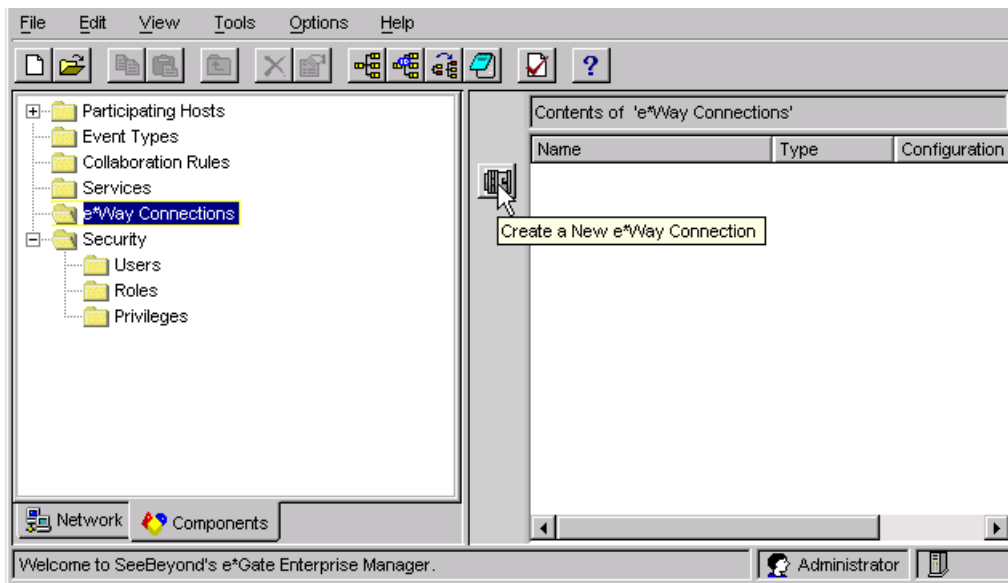 File Edit View Tools Options Help
?
Participating Hosts
Event Types
Collaboration Rules
Services
e*Way Connections
Security
Users
Roles
Privileges
Network
Components
Contents of 'e*Way Connections'
Name Type Configuration
Create a New e*Way Connection
Welcome to SeeBeyond's e*Gate Enterprise Manager.
Administrator